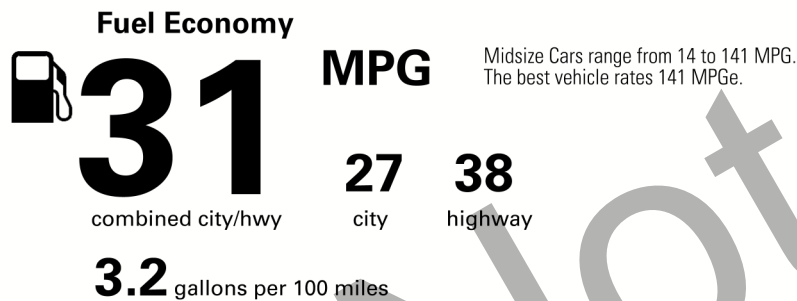 Fuel Economy
31 MPG
Midsize Cars range from 14 to 141 MPG.
The best vehicle rates 141 MPGe.
27 38
combined city/hwy city highway
3.2 gallons per 100 miles
Not